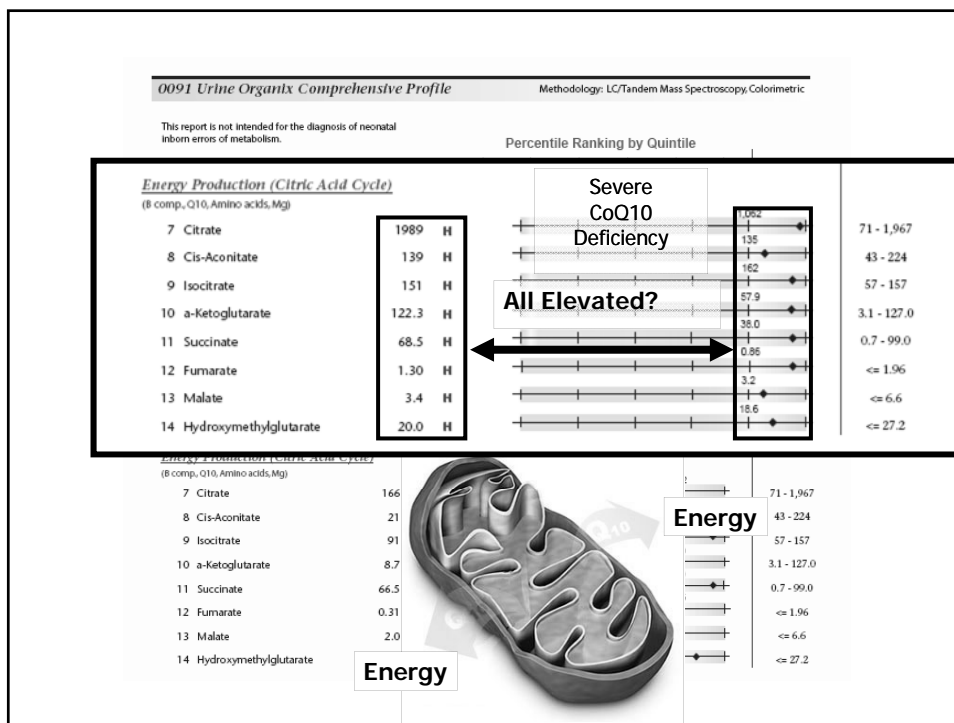 0091 Urine Organix Comprehensive Profile Methodology: LC/Tandem Mass Spectroscopy, Colorimetric
This report is not intended for the diagnosis of neonatal
inborn errors of metabolism.
Percentile Ranking by Quintile
Energy Production (Citric Acid Cycle)
(B comp., Q10, Amino acids, Mg)
Severe
CoQ10
Deficiency
All Elevated?
7 Citrate 1989 H 1,062 71 - 1,967
8 Cis-Aconitate 139 H 135 43 - 224
9 Isocitrate 151 H 162 57 - 157
10 a-Ketoglutarate 122.3 H 57.9 3.1 - 127.0
11 Succinate 68.5 H 38.0 0.7 - 99.0
12 Fumarate 1.30 H 0.86 <= 1.96
13 Malate 3.4 H 3.2 <= 6.6
14 Hydroxymethylglutarate 20.0 H 18.6 <= 27.2
Energy Production (Citric Acid Cycle)
(B comp., Q10, Amino acids, Mg)
7 Citrate 166 71 - 1,967
8 Cis-Aconitate 21 43 - 224
9 Isocitrate 91 57 - 157
10 a-Ketoglutarate 8.7 3.1 - 127.0
11 Succinate 66.5 0.7 - 99.0
12 Fumarate 0.31 <= 1.96
13 Malate 2.0 <= 6.6
14 Hydroxymethylglutarate <= 27.2
Q10
Energy
Energy